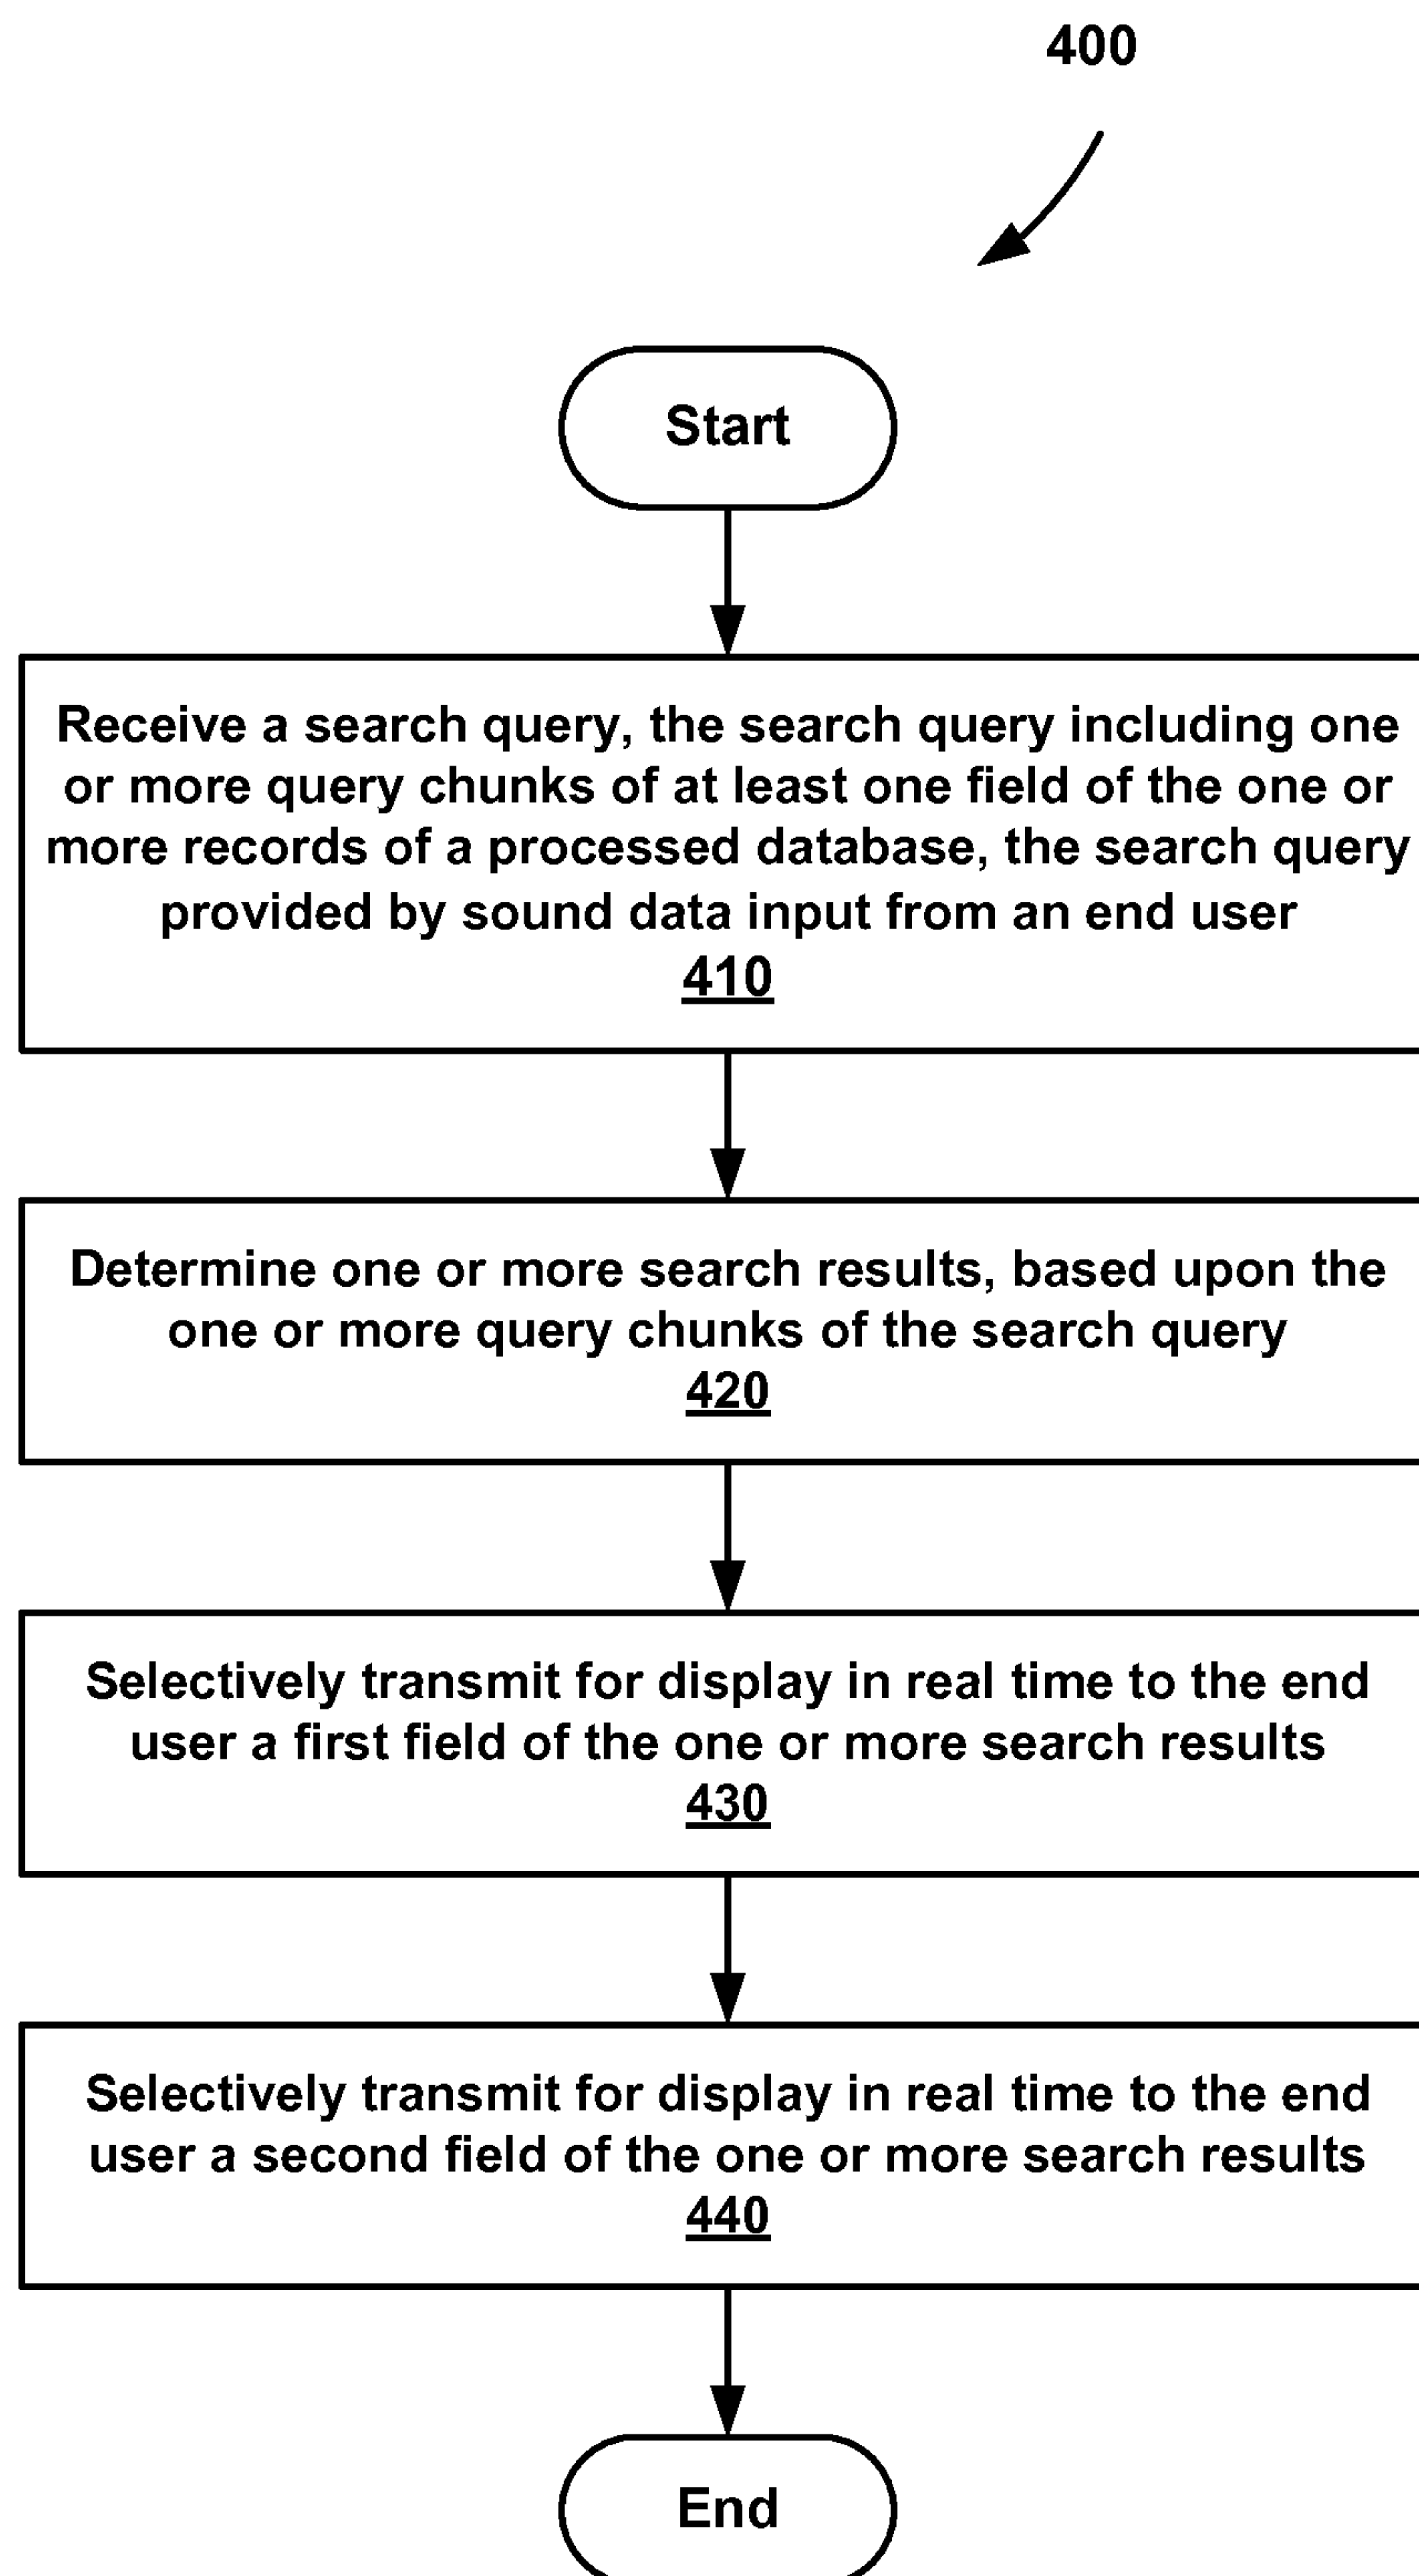 400
Start
Receive a search query, the search query including one
or more query chunks of at least one field of the one or
more records of a processed database, the search query
provided by sound data input from an end user
410
Determine one or more search results, based upon the
one or more query chunks of the search query
420
Selectively transmit for display in real time to the end
user a first field of the one or more search results
430
Selectively transmit for display in real time to the end
user a second field of the one or more search results
440
End